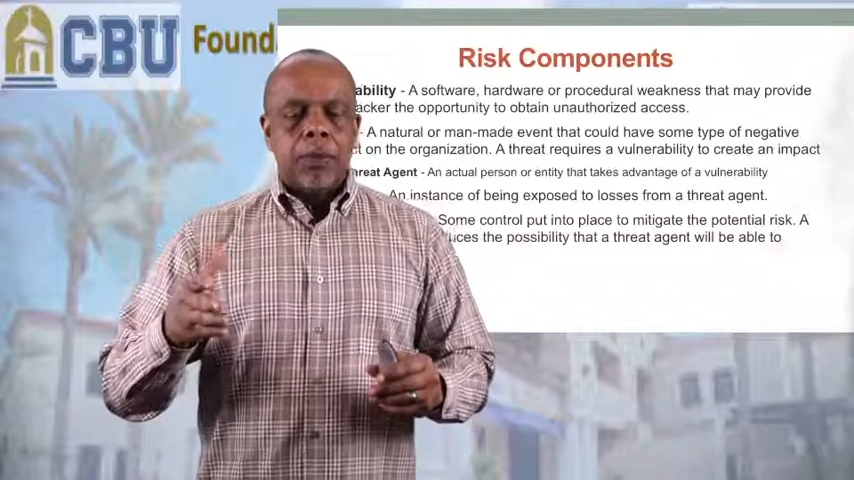 CBU
Found
Risk Components
ability - A software, hardware or procedural weakness that may provide
acker the opportunity to obtain unauthorized access.
- A natural or man-made event that could have some type of negative
ct on the organization. A threat requires a vulnerability to create an impact
reat Agent - An actual person or entity that takes advantage of a vulnerability
An instance of being exposed to losses from a threat agent.
Some control put into place to mitigate the potential risk. A
uces the possibility that a threat agent will be able to